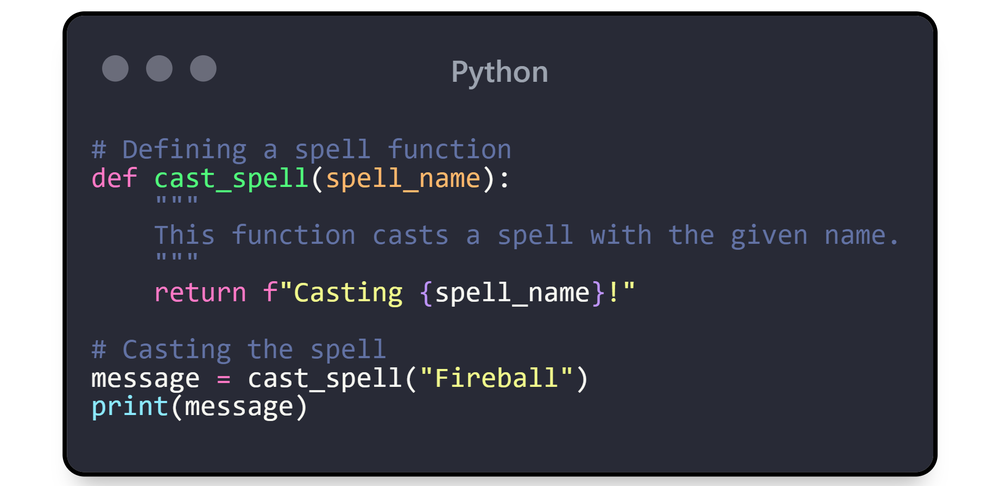 Python
# Defining a spell function
def cast_spell(spell_name):
    """
    This function casts a spell with the given name.
    """
    return f"Casting {spell_name}!"

# Casting the spell
message = cast_spell("Fireball")
print(message)